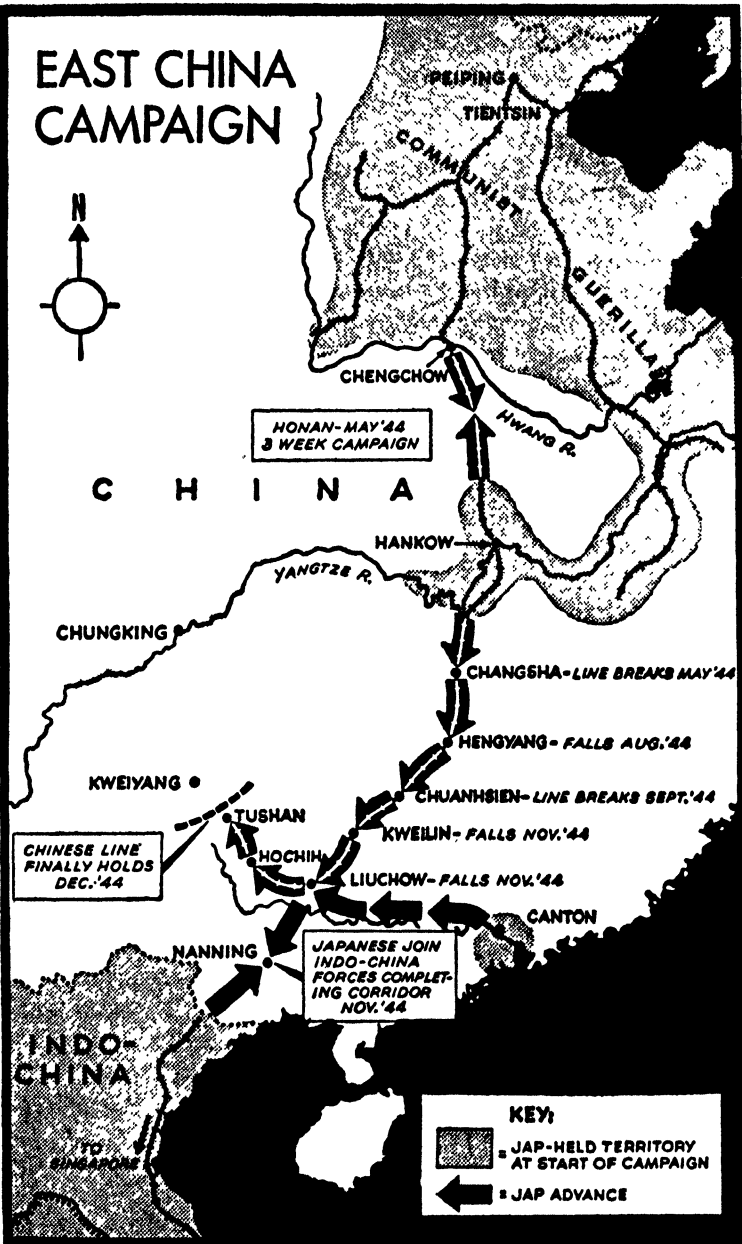 EAST CHINA
CAMPAIGN
N
PEIPING
TIENTSIN
COMMUNIST
GUERILLAS
CHENGCHOW
HWANG R.
HONAN-MAY '44
3 WEEK CAMPAIGN
CHINA
HANKOW
YANGTZE R.
CHUNGKING
CHANGSHA-LINE BREAKS MAY '44
HENGYANG- FALLS AUG. '44
KWEIYANG
CHUANHSIEN-LINE BREAKS SEPT. '44
TUSHAN
KWEILIN- FALLS NOV. '44
CHINESE LINE
FINALLY HOLDS
DEC. '44
HOCHIH
LIUCHOW-FALLS NOV. '44
CANTON
NANNING
JAPANESE JOIN
INDO-CHINA
FORCES COMPLET-
ING CORRIDOR
NOV. '44
INDO-
CHINA
TO
SINGAPORE
KEY:
= JAP-HELD TERRITORY
AT START OF CAMPAIGN
= JAP ADVANCE